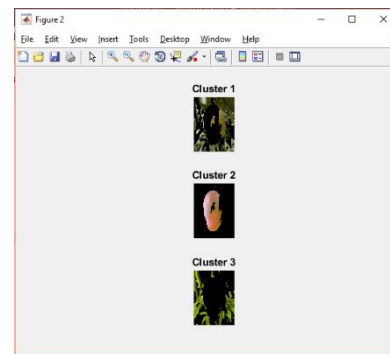 Figure 2
File Edit View Insert Tools Desktop Window Help
Cluster 1
Cluster 2
Cluster 3